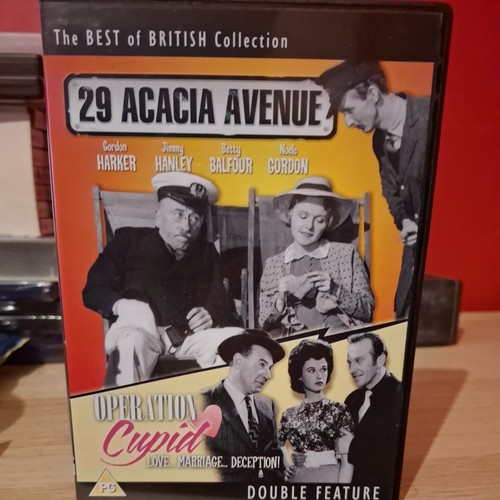 The BEST of BRITISH Collection
29 ACACIA AVENUE
Gordon HARKER Jimmy HANLEY Betty BALFOUR Nova GORDON
OPERATION
Cupid
LOVE... MARRIAGE... DECEPTION!
PG
DOUBLE FEATURE